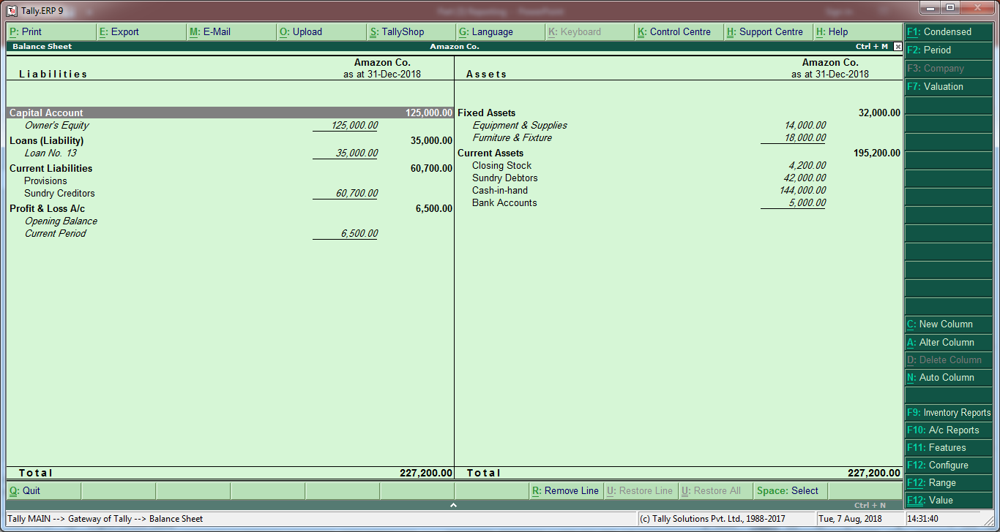 Tally.ERP 9
P: Print E: Export M: E-Mail O: Upload S: TallyShop G: Language K: Keyboard K: Control Centre H: Support Centre H: Help
Balance Sheet Amazon Co. Ctrl + M
Amazon Co. Amazon Co.
Liabilities as at 31-Dec-2018 Assets as at 31-Dec-2018
Capital Account 125,000.00 Fixed Assets 32,000.00
Owner's Equity 125,000.00 Equipment & Supplies 14,000.00
Furniture & Fixture 18,000.00
Loans (Liability) 35,000.00
Loan No. 13 35,000.00 Current Assets 195,200.00
Current Liabilities 60,700.00 Closing Stock 4,200.00
Provisions Sundry Debtors 42,000.00
Sundry Creditors 60,700.00 Cash-in-hand 144,000.00
Profit & Loss A/c 6,500.00 Bank Accounts 5,000.00
Opening Balance
Current Period 6,500.00
Total 227,200.00 Total 227,200.00
F1: Condensed
F2: Period
F3: Company
F7: Valuation
C: New Column
A: Alter Column
D: Delete Column
N: Auto Column
F9: Inventory Reports
F10: A/c Reports
F11: Features
F12: Configure
F12: Range
F12: Value
Q: Quit R: Remove Line U: Restore Line U: Restore All Space: Select
Ctrl + N
Tally MAIN --> Gateway of Tally --> Balance Sheet (c) Tally Solutions Pvt. Ltd., 1988-2017 Tue, 7 Aug, 2018 14:31:40